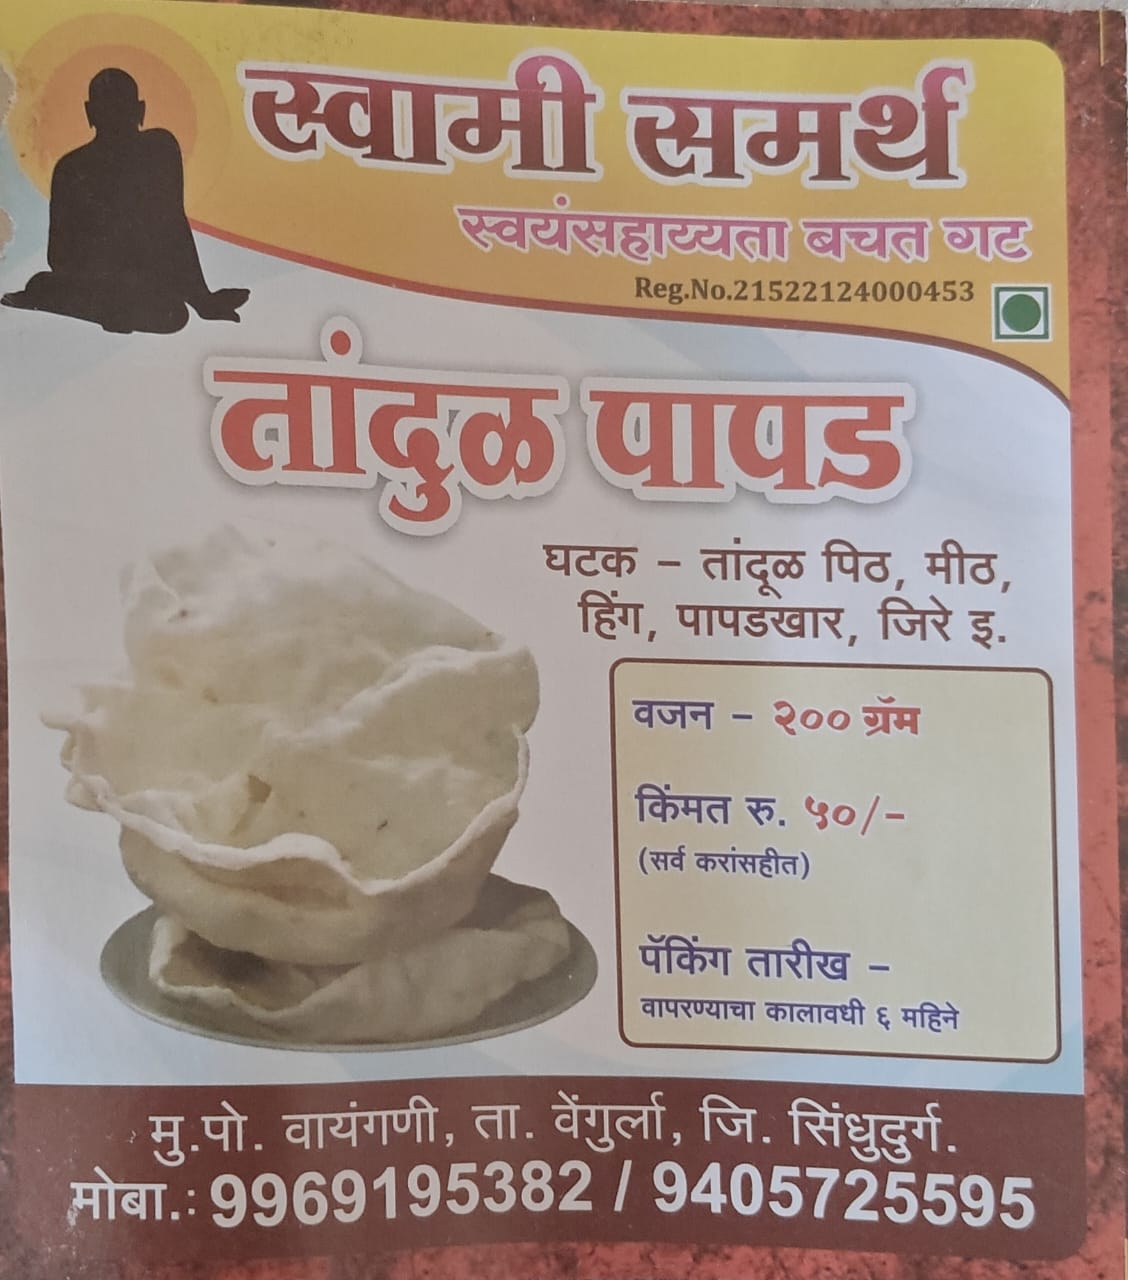 स्वामी समर्थ
स्वयंसहाय्यता बचत गट
Reg.No.21522124000453
तांदुळ पापड
घटक – तांदूळ पिठ, मीठ,
हिंग, पापडखार, जिरे इ.
वजन – २०० ग्रॅम
किंमत रु. ५०/-
(सर्व करांसहीत)
पॅकिंग तारीख –
वापरण्याचा कालावधी ६ महिने
मु.पो. वायंगणी, ता. वेंगुर्ला, जि. सिंधुदुर्ग.
मोबा.: 9969195382 / 9405725595